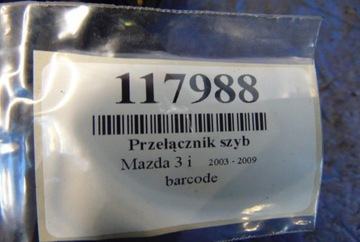 117988
Przełącznik szyb
Mazda 3 i 2003 - 2009
barcode